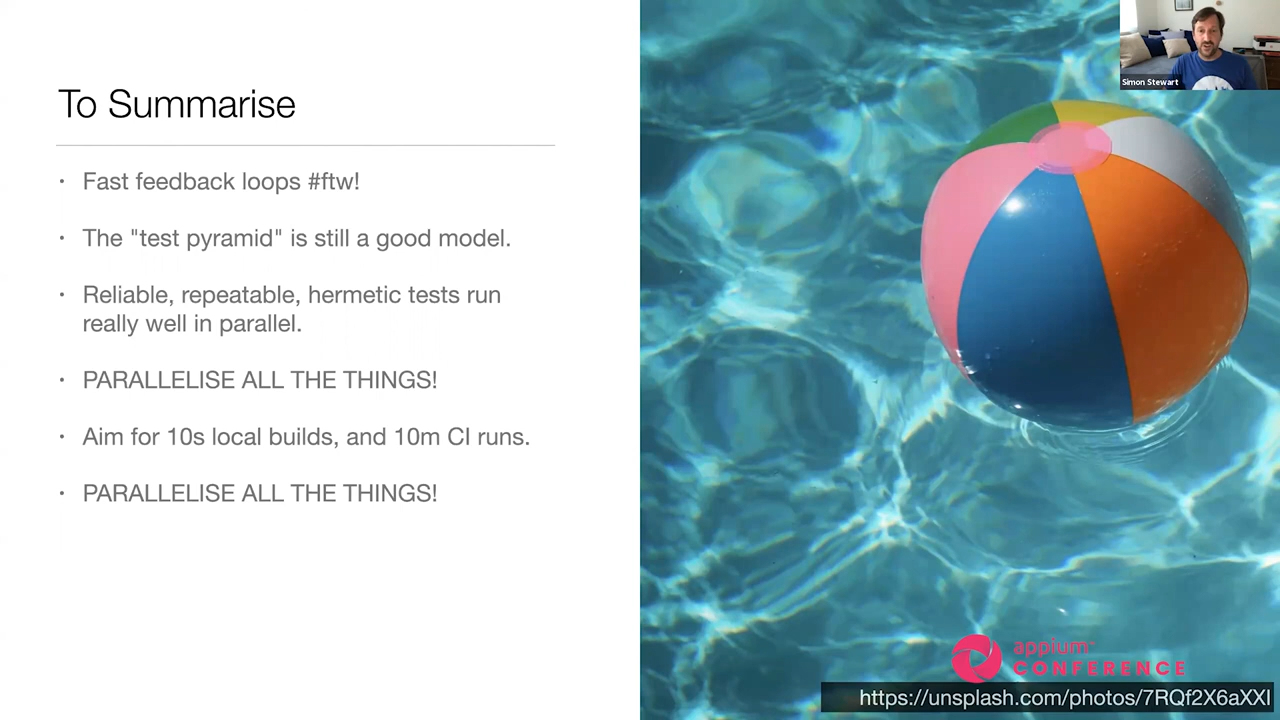 To Summarise
• Fast feedback loops #ftw!
• The "test pyramid" is still a good model.
• Reliable, repeatable, hermetic tests run
really well in parallel.
• PARALLELISE ALL THE THINGS!
• Aim for 10s local builds, and 10m CI runs.
• PARALLELISE ALL THE THINGS!
Simon Stewart
appium
CONFERENCE
https://unsplash.com/photos/7RQf2X6aXXI